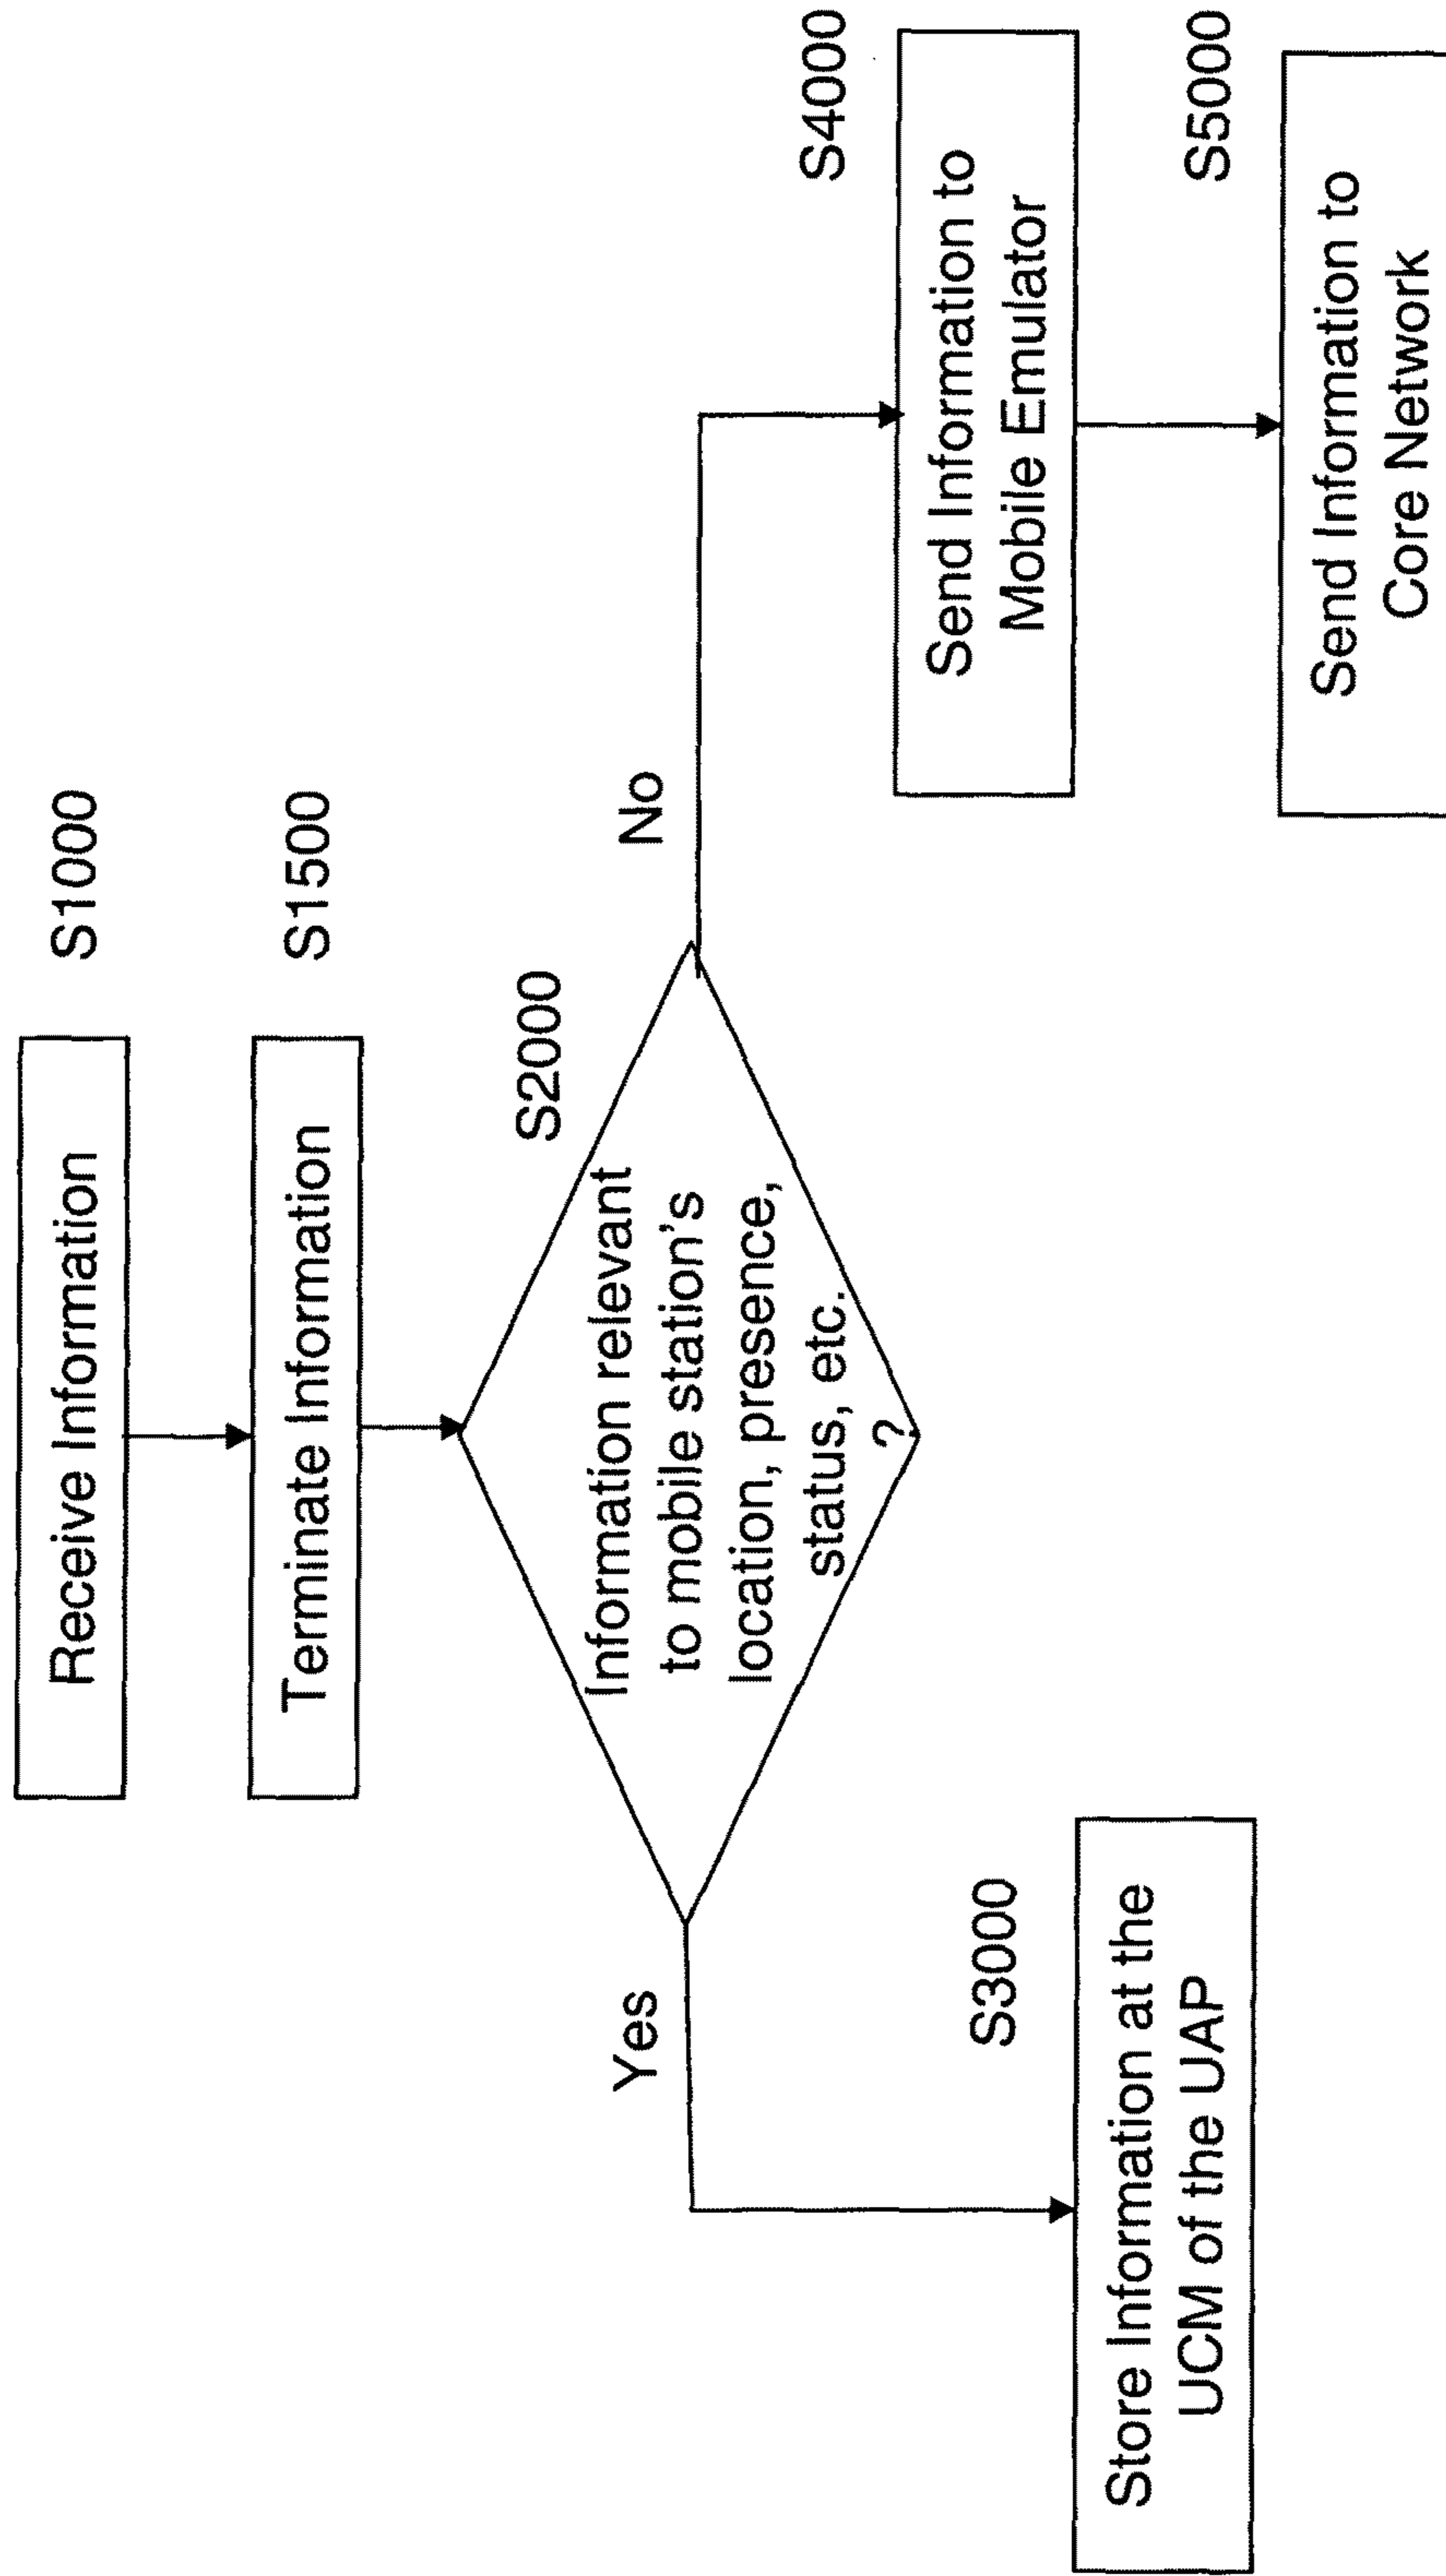 Receive Information
S1000
Terminate Information
S1500
S2000
Information relevant
to mobile station's
location, presence,
status, etc.
?
Yes
No
S3000
Store Information at the
UCM of the UAP
S4000
Send Information to
Mobile Emulator
S5000
Send Information to
Core Network